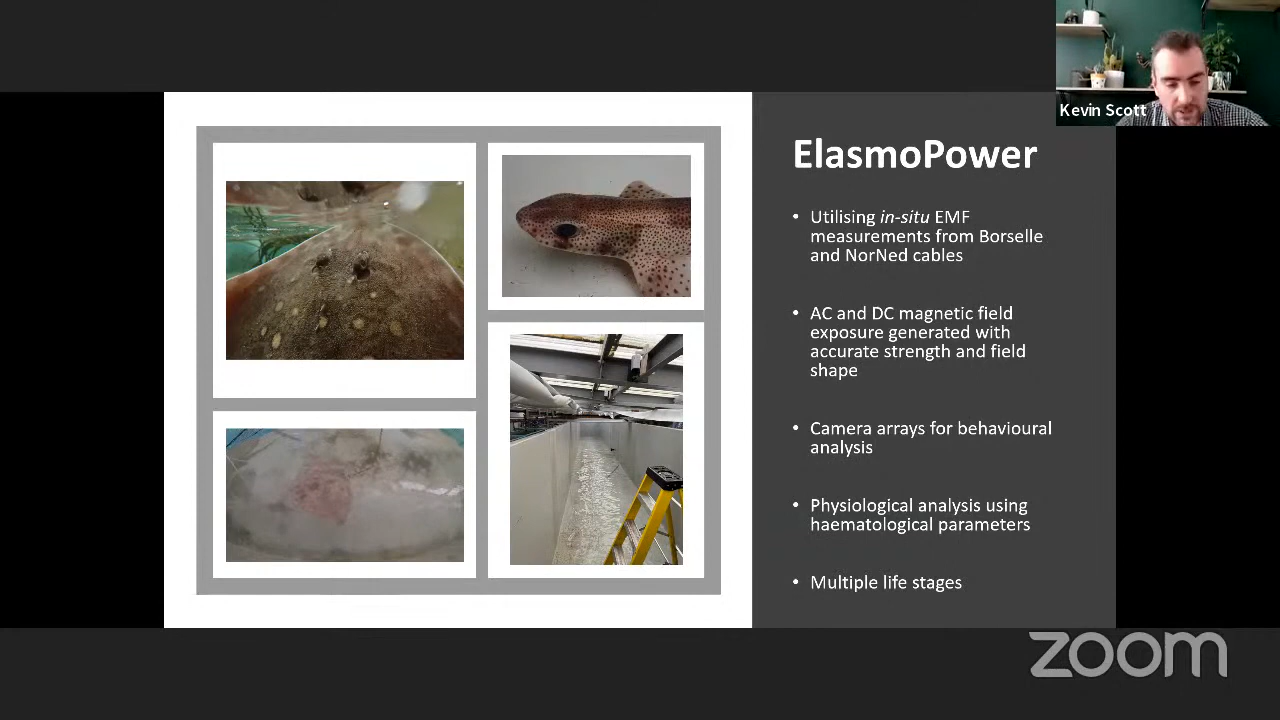 Kevin Scott
ElasmoPower
• Utilising in-situ EMF
measurements from Borselle
and NorNed cables
• AC and DC magnetic field
exposure generated with
accurate strength and field
shape
• Camera arrays for behavioural
analysis
• Physiological analysis using
haematological parameters
• Multiple life stages
zoom